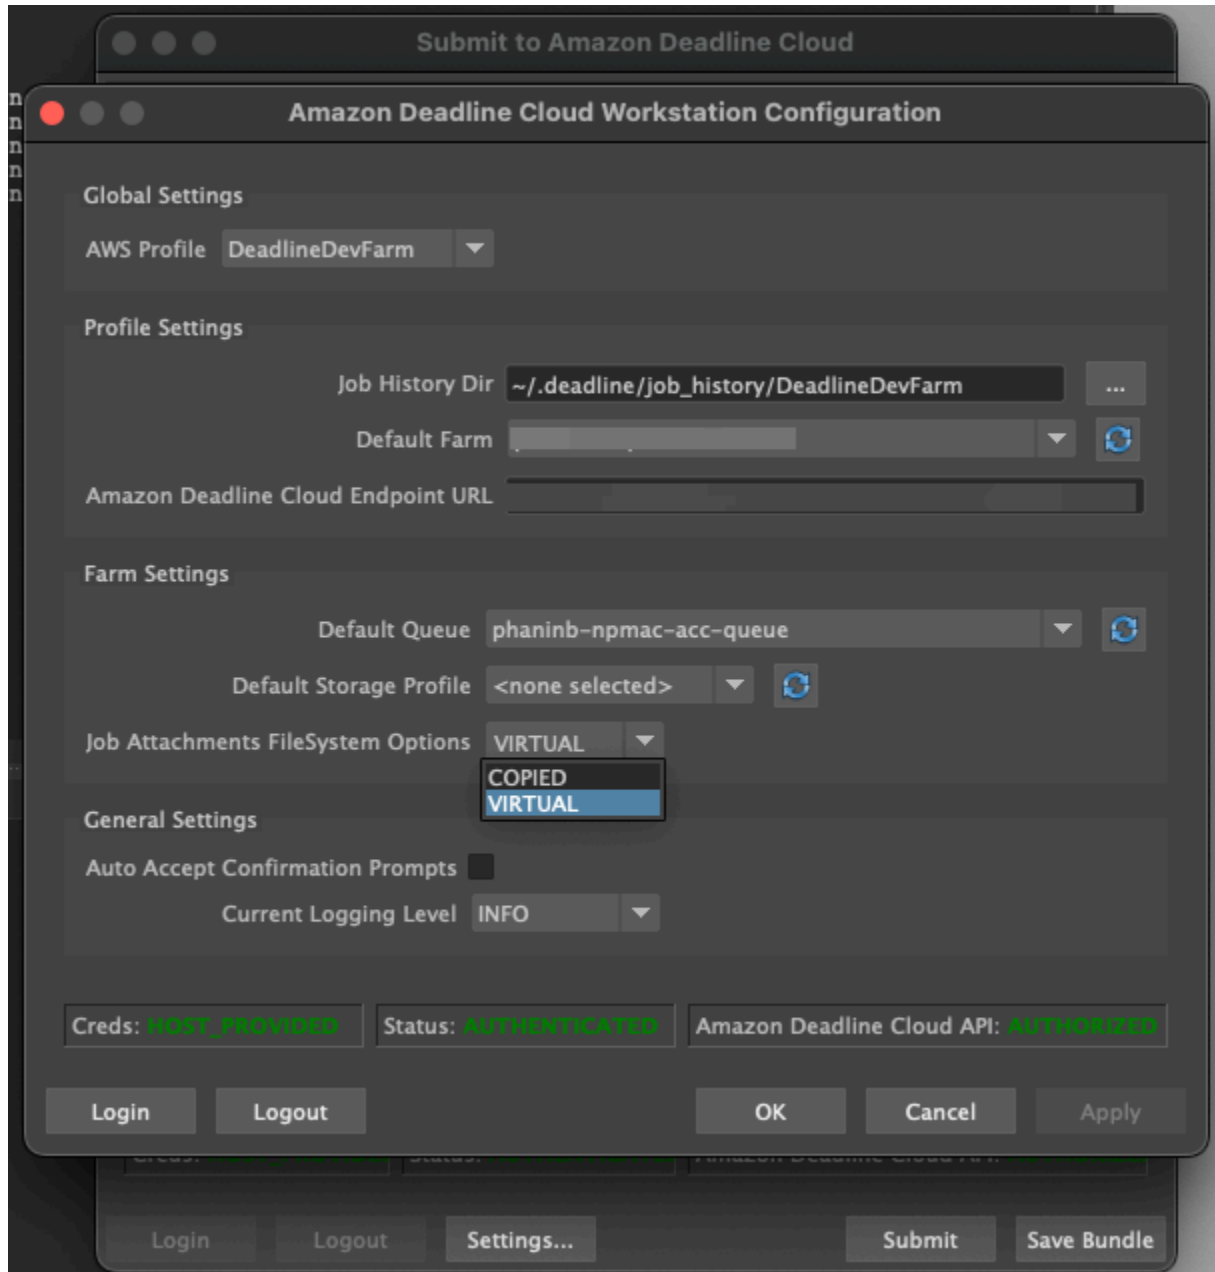 Submit to Amazon Deadline Cloud
Amazon Deadline Cloud Workstation Configuration
n
n
n
n
n
Global Settings
AWS Profile DeadlineDevFarm
Profile Settings
Job History Dir ~/.deadline/job_history/DeadlineDevFarm ...
Default Farm
Amazon Deadline Cloud Endpoint URL
Farm Settings
Default Queue phaninb-npmac-acc-queue
Default Storage Profile <none selected>
Job Attachments FileSystem Options VIRTUAL
COPIED
VIRTUAL
General Settings
Auto Accept Confirmation Prompts
Current Logging Level INFO
Creds: HOST_PROVIDED Status: AUTHENTICATED Amazon Deadline Cloud API: AUTHORIZED
Login Logout OK Cancel Apply
Login Logout Settings... Submit Save Bundle